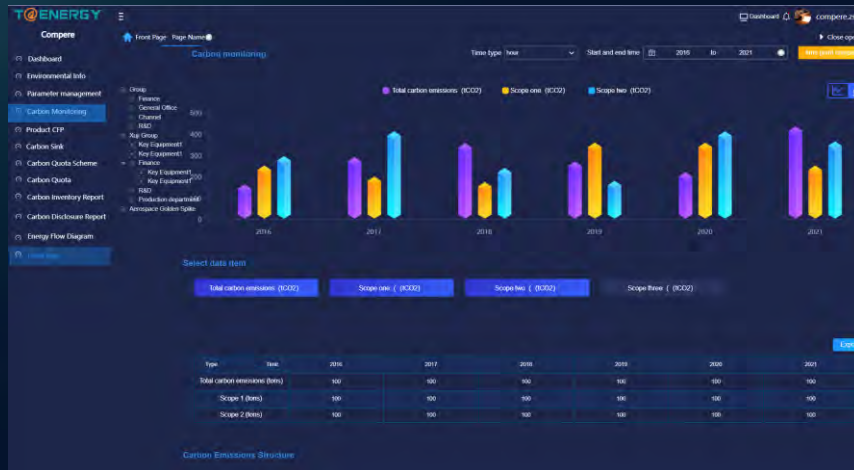 T@ENERGY
Dashboard
compere.zs
Compere
Front Page Page Name
Close ope
Carbon monitoring
Time type hour
Start and end time 2016 to 2021
Dashboard
Environmental Info
Parameter management
Carbon Monitoring
Product CFP
Carbon Sink
Carbon Quota Scheme
Carbon Quota
Carbon Inventory Report
Carbon Disclosure Report
Energy Flow Diagram
Group
Finance
General Office
Channel
R&D
Xuji Group
Key Equipment1
Key Equipment1
Finance
Key Equipment1
Key Equipment1
R&D
Production department
Aerospace Golden Spike
Total carbon emissions (tCO2)
Scope one (tCO2)
Scope two (tCO2)
500
400
300
200
100
0
2016 2017 2018 2019 2020 2021
Select data item
Total carbon emissions (tCO2)
Scope one ( (tCO2)
Scope two ( (tCO2)
Scope three ( (tCO2)
Expo
Type Time 2016 2017 2018 2019 2020 2021
Total carbon emissions (tons) 100 100 100 100 100 100
Scope 1 (tons) 100 100 100 100 100 100
Scope 2 (tons) 100 100 100 100 100 100
Carbon Emissions Structure